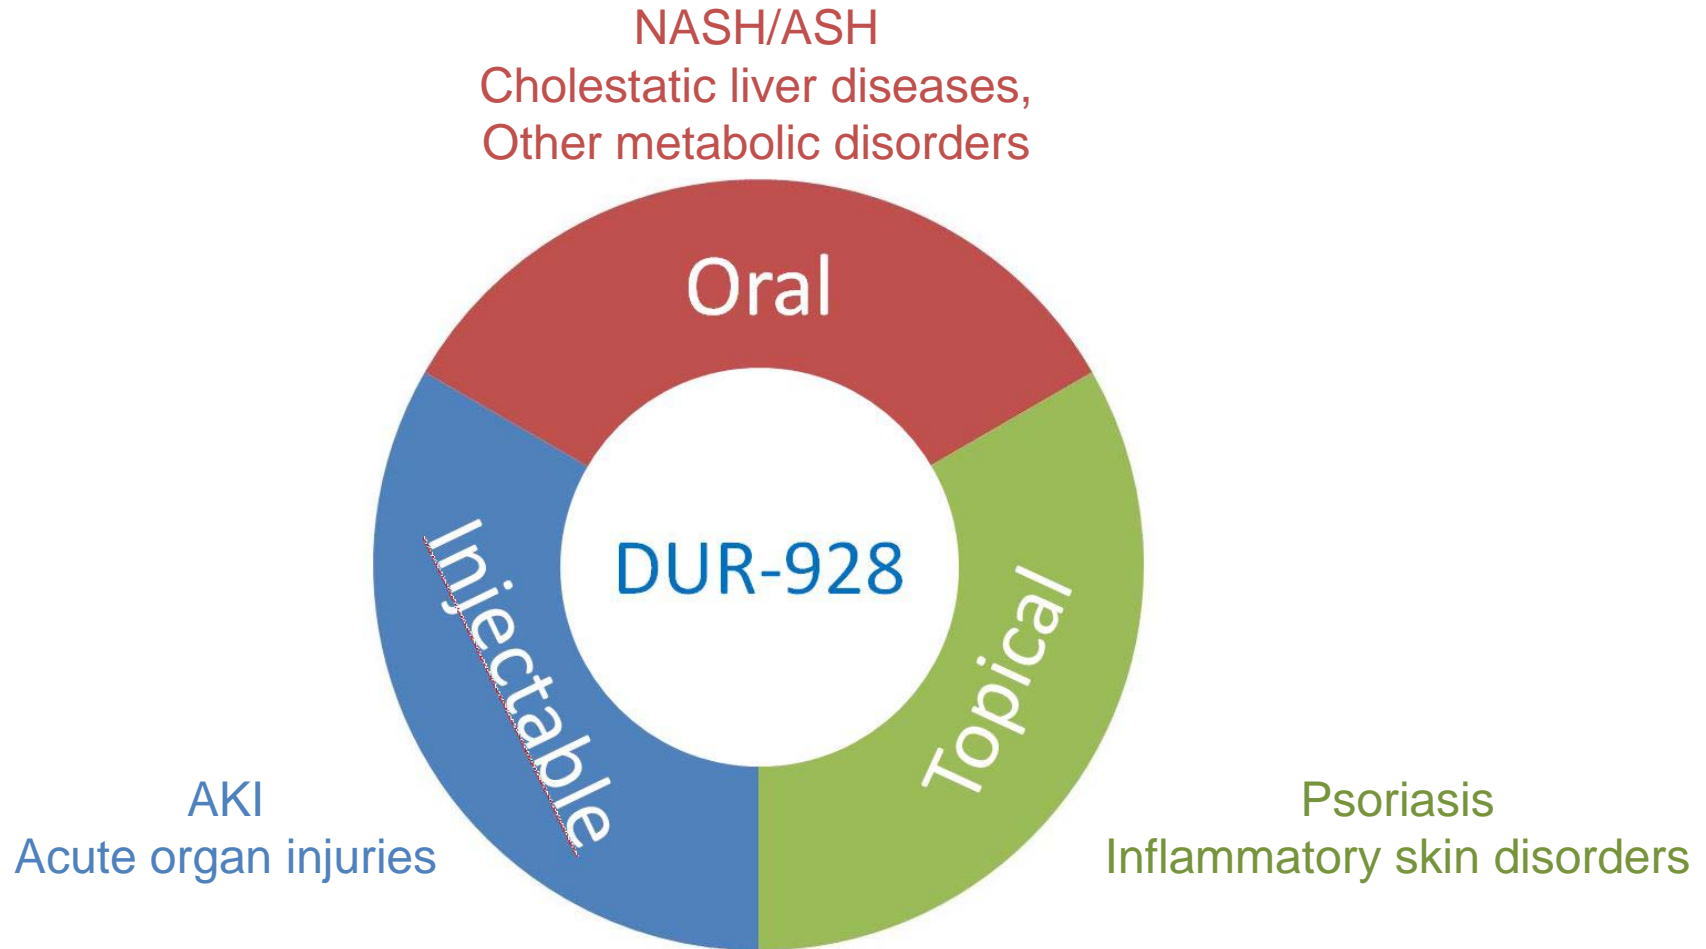 NASH/ASH
Cholestatic liver diseases,
Other metabolic disorders
Oral
DUR-928
Injectable
Topical
AKI
Acute organ injuries
Psoriasis
Inflammatory skin disorders